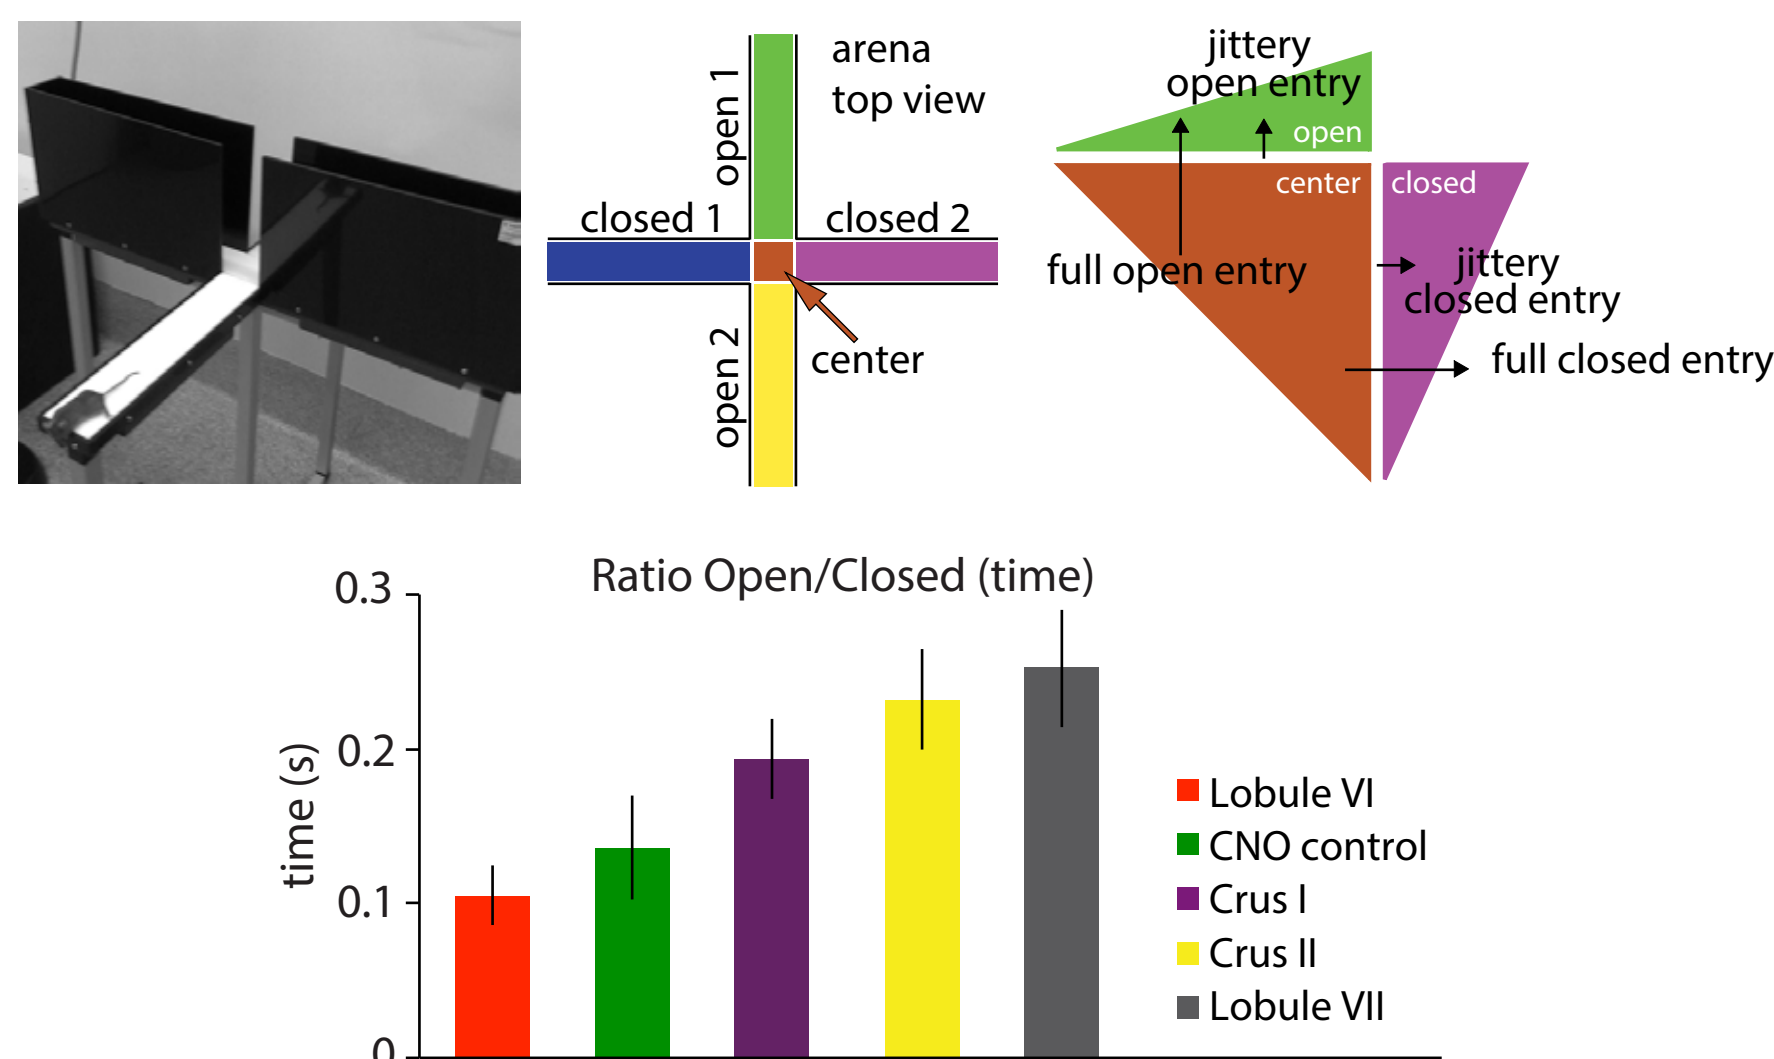 arena
top view
open 1
closed 1
closed 2
open 2
center
jittery
open entry
open
center
closed
full open entry
jittery
closed entry
full closed entry
Ratio Open/Closed (time)
time (s)
0.3
0.2
0.1
0
Lobule VI
CNO control
Crus I
Crus II
Lobule VII